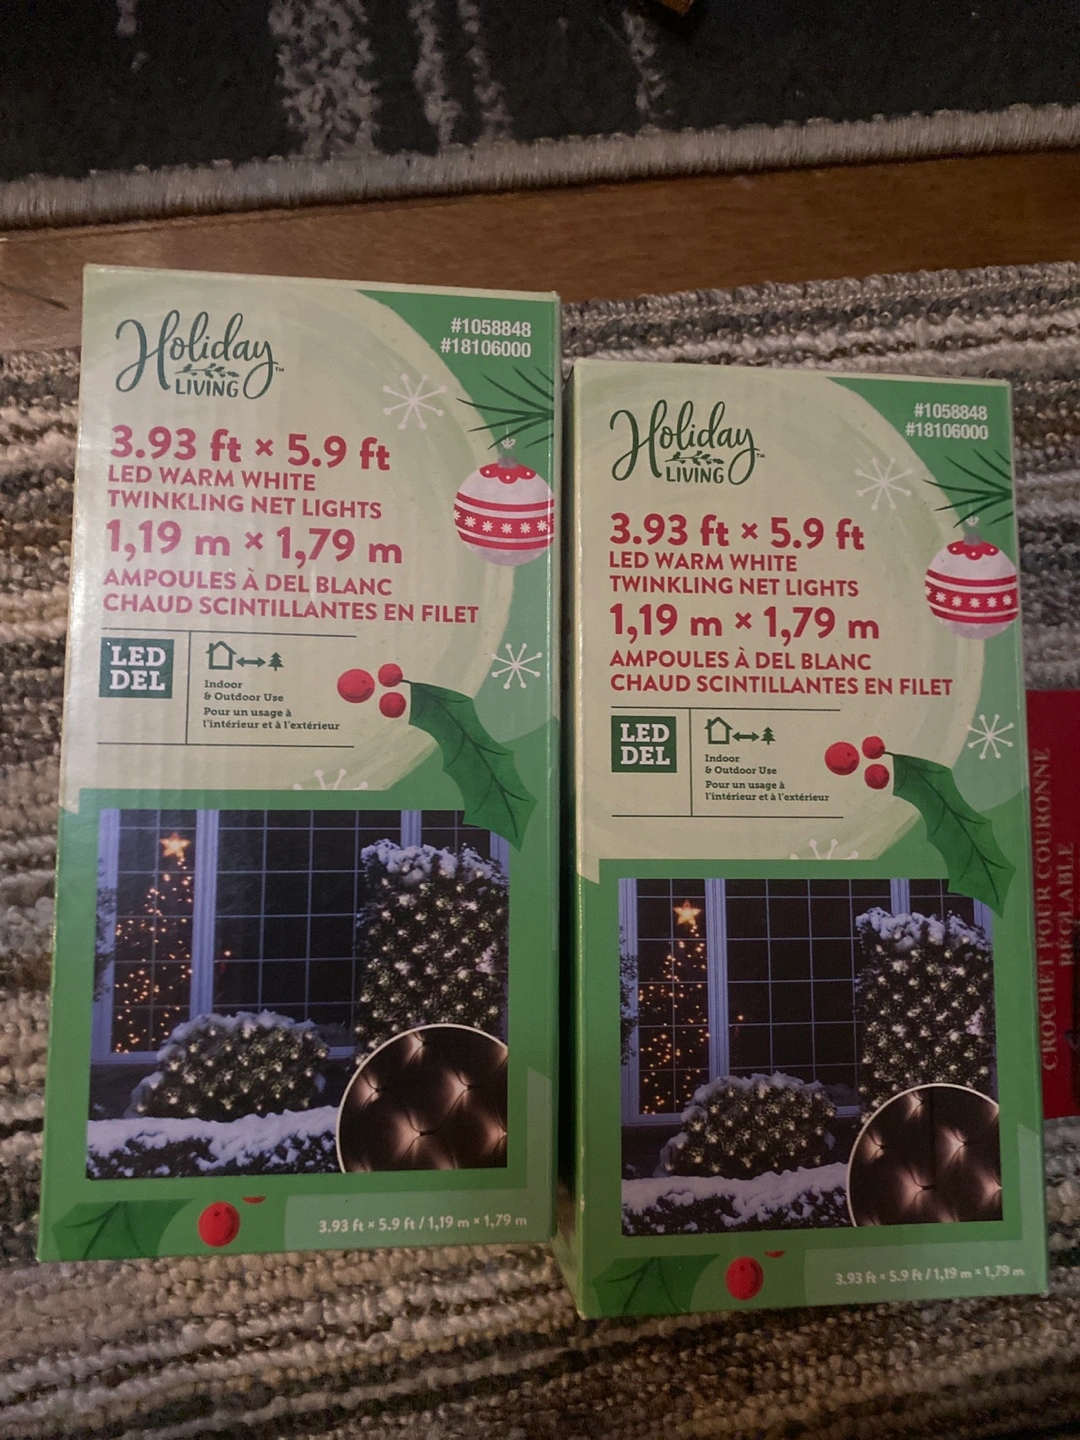 Holiday
LIVING™
#1058848
#18106000
3.93 ft × 5.9 ft
LED WARM WHITE
TWINKLING NET LIGHTS
1,19 m × 1,79 m
AMPOULES À DEL BLANC
CHAUD SCINTILLANTES EN FILET
LED
DEL
Indoor
& Outdoor Use
Pour un usage à
l'intérieur et à l'extérieur
3.93 ft × 5.9 ft / 1,19 m × 1,79 m
Holiday
LIVING™
#1058848
#18106000
3.93 ft × 5.9 ft
LED WARM WHITE
TWINKLING NET LIGHTS
1,19 m × 1,79 m
AMPOULES À DEL BLANC
CHAUD SCINTILLANTES EN FILET
LED
DEL
Indoor
& Outdoor Use
Pour un usage à
l'intérieur et à l'extérieur
3.93 ft × 5.9 ft / 1,19 m × 1,79 m
CROCHET POUR COURONNE
RÉGLABLE